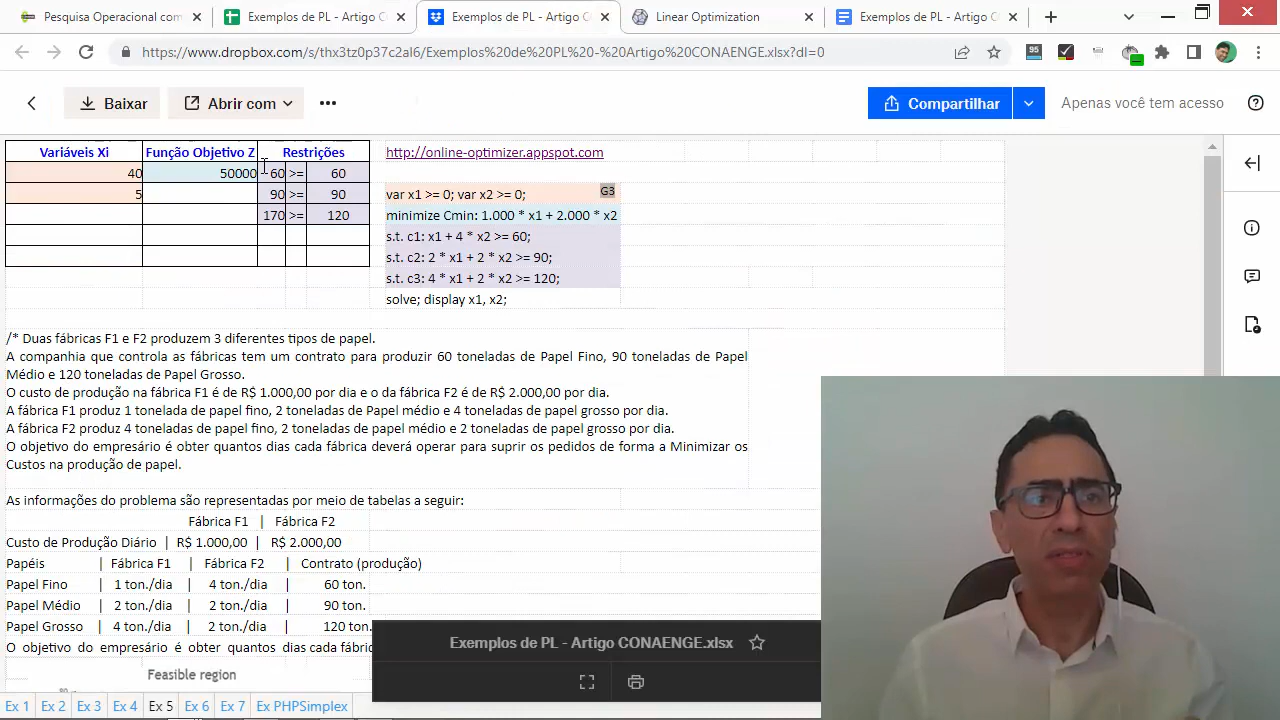 Pesquisa Operacional com
Exemplos de PL - Artigo C
Exemplos de PL - Artigo C
Linear Optimization
Exemplos de PL - Artigo C
https://www.dropbox.com/s/thx3tz0p37c2al6/Exemplos%20de%20PL%20-%20Artigo%20CONAENGE.xlsx?dl=0
95
Baixar
Abrir com
Compartilhar
Apenas você tem acesso
Variáveis Xi Função Objetivo Z Restrições
http://online-optimizer.appspot.com
40 50000 60 >= 60
5 90 >= 90
var x1 >= 0; var x2 >= 0;
G3
170 >= 120
minimize Cmin: 1.000 * x1 + 2.000 * x2
s.t. c1: x1 + 4 * x2 >= 60;
s.t. c2: 2 * x1 + 2 * x2 >= 90;
s.t. c3: 4 * x1 + 2 * x2 >= 120;
solve; display x1, x2;
/* Duas fábricas F1 e F2 produzem 3 diferentes tipos de papel.
A companhia que controla as fábricas tem um contrato para produzir 60 toneladas de Papel Fino, 90 toneladas de Papel
Médio e 120 toneladas de Papel Grosso.
O custo de produção na fábrica F1 é de R$ 1.000,00 por dia e o da fábrica F2 é de R$ 2.000,00 por dia.
A fábrica F1 produz 1 tonelada de papel fino, 2 toneladas de Papel médio e 4 toneladas de papel grosso por dia.
A fábrica F2 produz 4 toneladas de papel fino, 2 toneladas de papel médio e 2 toneladas de papel grosso por dia.
O objetivo do empresário é obter quantos dias cada fábrica deverá operar para suprir os pedidos de forma a Minimizar os
Custos na produção de papel.
As informações do problema são representadas por meio de tabelas a seguir:
Fábrica F1 | Fábrica F2
Custo de Produção Diário | R$ 1.000,00 | R$ 2.000,00
Papéis | Fábrica F1 | Fábrica F2 | Contrato (produção)
Papel Fino | 1 ton./dia | 4 ton./dia | 60 ton.
Papel Médio | 2 ton./dia | 2 ton./dia | 90 ton.
Papel Grosso | 4 ton./dia | 2 ton./dia | 120 ton.
O objetivo do empresário é obter quantos dias cada fábric
Exemplos de PL - Artigo CONAENGE.xlsx
Feasible region
Ex 1 Ex 2 Ex 3 Ex 4 Ex 5 Ex 6 Ex 7 Ex PHPSimplex